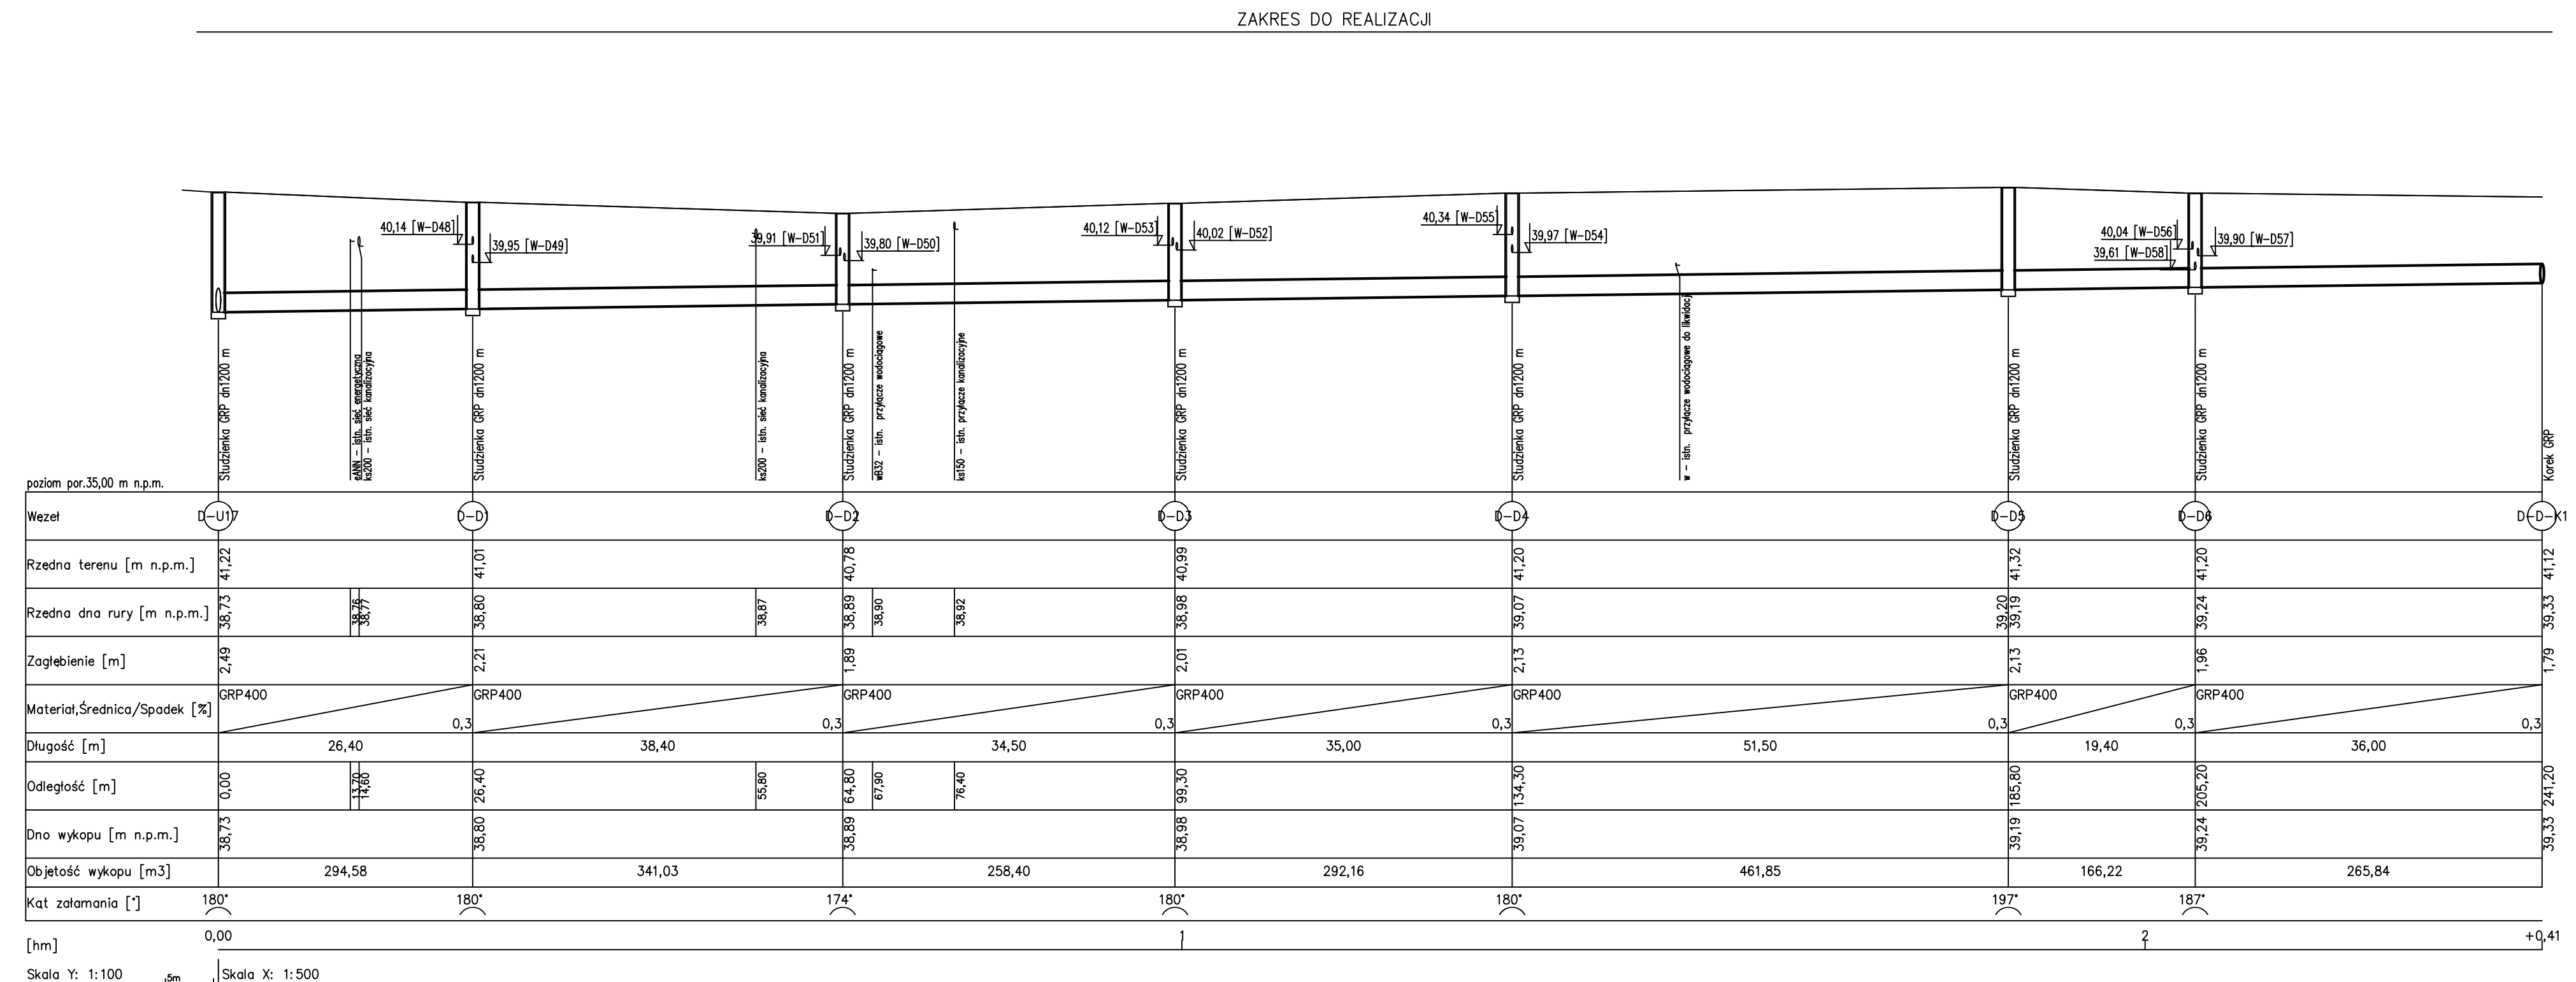 ZAKRES DO REALIZACJI
40,14 [W-D48]
39,95 [W-D49]
39,91 [W-D51]
39,80 [W-D50]
40,12 [W-D53]
40,02 [W-D52]
40,34 [W-D55]
39,97 [W-D54]
40,04 [W-D56]
39,61 [W-D58]
39,90 [W-D57]
Studzienka GRP dn1200 m
eANN - istn. sieć energetyczna
ks200 - istn. sieć kanalizacyjna
Studzienka GRP dn1200 m
ks200 - istn. sieć kanalizacyjna
Studzienka GRP dn1200 m
wB32 - istn. przyłącze wodociągowe
ks150 - istn. przyłącze kanalizacyjne
Studzienka GRP dn1200 m
Studzienka GRP dn1200 m
w - istn. przyłącze wodociągowe do likwidacji
Studzienka GRP dn1200 m
Studzienka GRP dn1200 m
Korek GRP
poziom por.35,00 m n.p.m.
Węzeł D-U17 D-D1 D-D2 D-D3 D-D4 D-D5 D-D6 D-D-K1
Rzędna terenu [m n.p.m.] 41,22 41,01 40,78 40,99 41,20 41,32 41,20 41,12
Rzędna dna rury [m n.p.m.] 38,73 38,76 38,77 38,80 38,87 38,89 38,90 38,92 38,98 39,07 39,20 39,19 39,24 39,33
Zagłębienie [m] 2,49 2,21 1,89 2,01 2,13 2,13 1,96 1,79
Materiał,Średnica/Spadek [%] GRP400 0,3 GRP400 0,3 GRP400 0,3 GRP400 0,3 GRP400 0,3 GRP400 0,3 GRP400 0,3
Długość [m] 26,40 38,40 34,50 35,00 51,50 19,40 36,00
Odległość [m] 0,00 13,70 14,60 26,40 55,80 64,80 67,90 76,40 99,30 134,30 185,80 205,20 241,20
Dno wykopu [m n.p.m.] 38,73 38,80 38,89 38,98 39,07 39,19 39,24 39,33
Objętość wykopu [m3] 294,58 341,03 258,40 292,16 461,85 166,22 265,84
Kąt załamania [°] 180° 180° 174° 180° 180° 197° 187°
[hm] 0,00 1 2 +0,41
Skala Y: 1:100 5m Skala X: 1:500